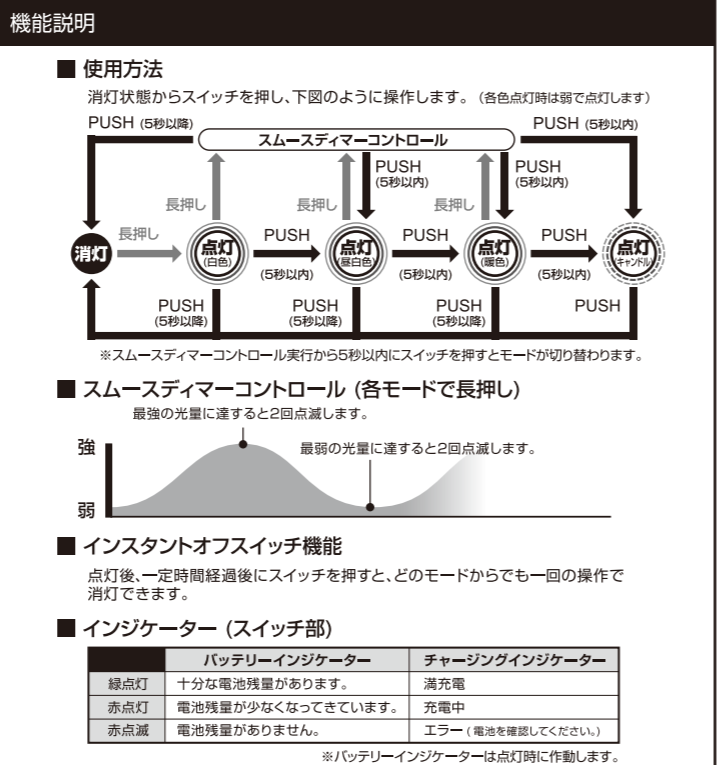 機能説明
■ 使用方法
消灯状態からスイッチを押し、下図のように操作します。（各色点灯時は弱で点灯します）
PUSH (5秒以降)
PUSH (5秒以内)
スムースディマーコントロール
PUSH
(5秒以内)
PUSH
(5秒以内)
長押し
長押し
長押し
消灯
長押し
点灯
(白色)
PUSH
(5秒以内)
点灯
(昼白色)
PUSH
(5秒以内)
点灯
(暖色)
PUSH
(5秒以内)
点灯
(キャンドル)
PUSH
(5秒以降)
PUSH
(5秒以降)
PUSH
(5秒以降)
PUSH
※スムースディマーコントロール実行から5秒以内にスイッチを押すとモードが切り替わります。
■ スムースディマーコントロール (各モードで長押し)
最強の光量に達すると2回点滅します。
強
最弱の光量に達すると2回点滅します。
弱
■ インスタントオフスイッチ機能
点灯後、一定時間経過後にスイッチを押すと、どのモードからでも一回の操作で
消灯できます。
■ インジケーター (スイッチ部)
バッテリーインジケーター チャージングインジケーター
緑点灯 十分な電池残量があります。 満充電
赤点灯 電池残量が少なくなってきています。 充電中
赤点滅 電池残量がありません。 エラー ( 電池を確認してください。)
※バッテリーインジケーターは点灯時に作動します。